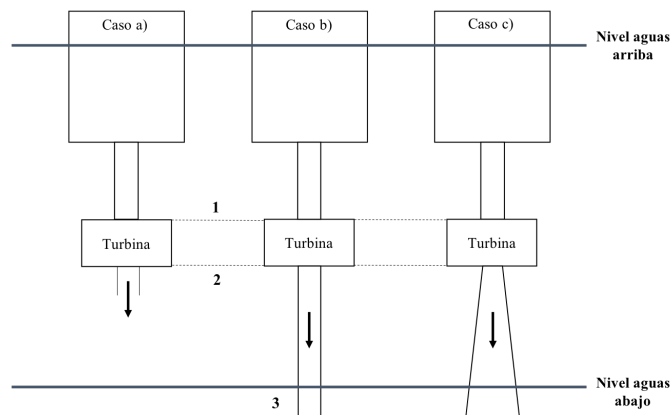 Caso a)
Caso b)
Caso c)
Nivel aguas
arriba
1
Turbina
Turbina
Turbina
2
Nivel aguas
abajo
3